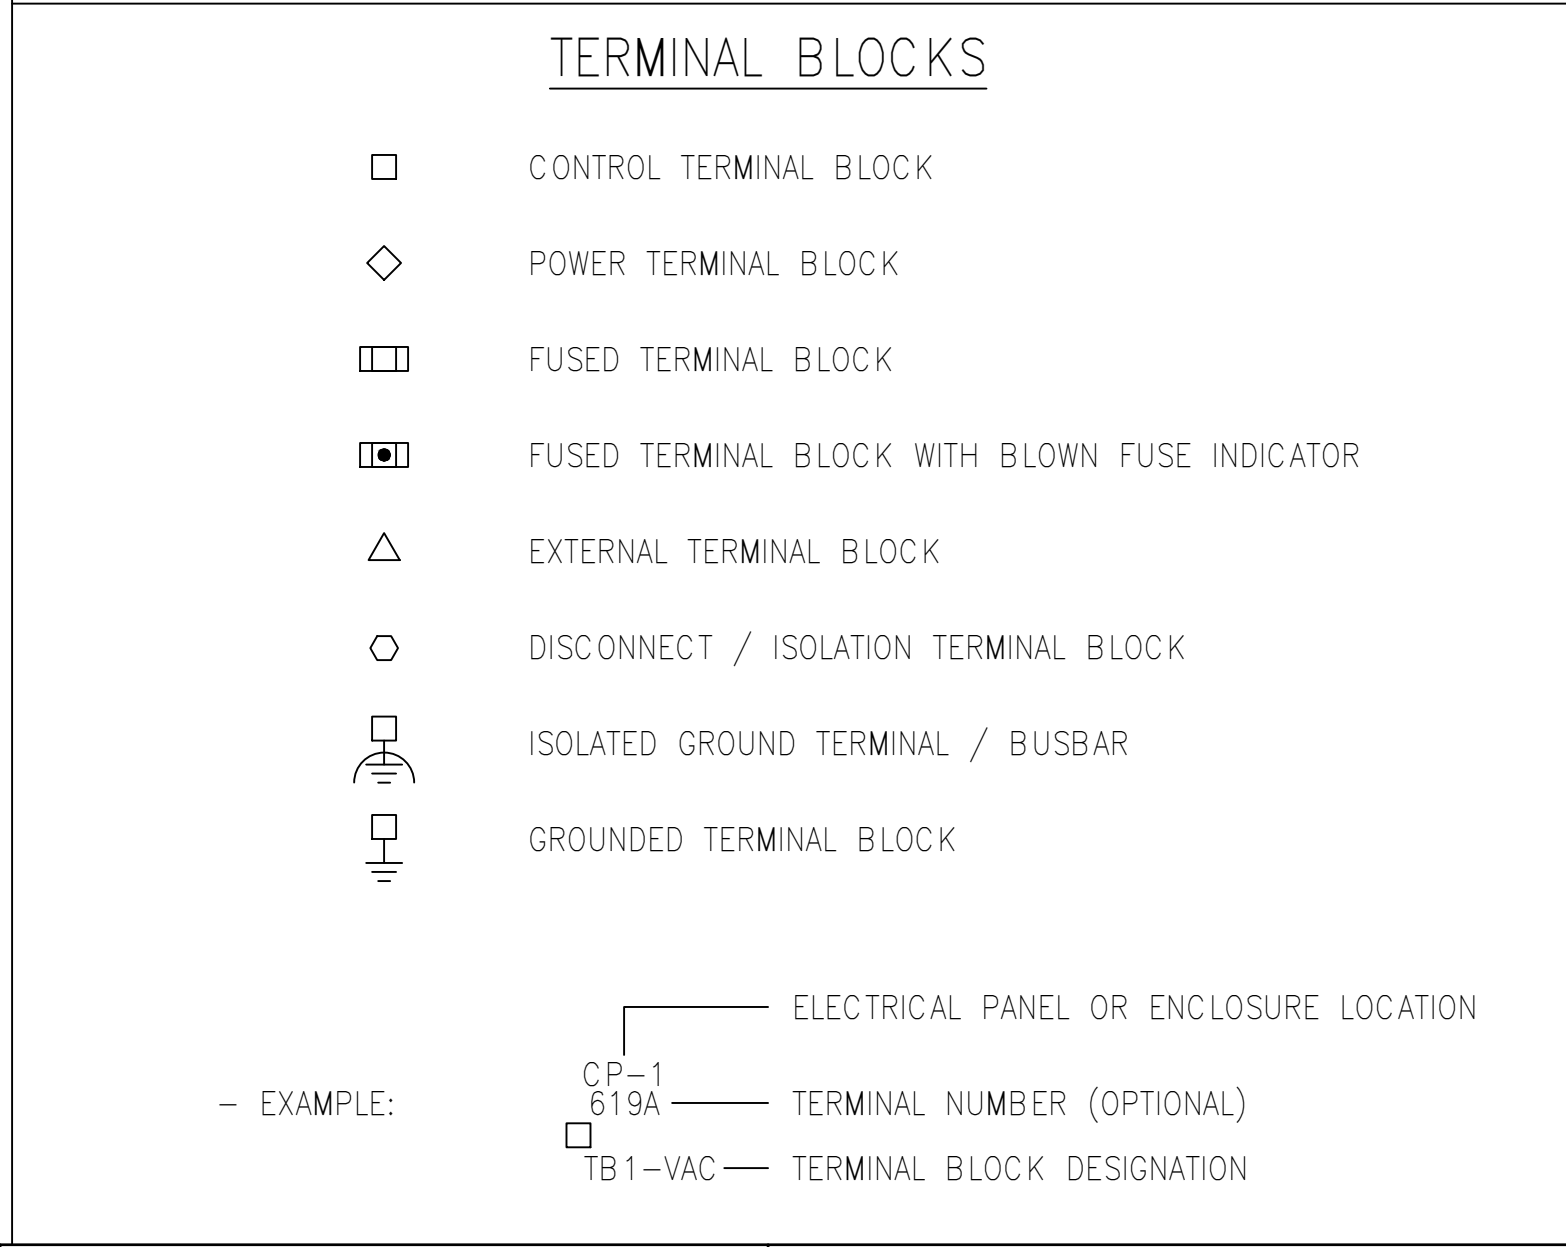 TERMINAL BLOCKS
CONTROL TERMINAL BLOCK
POWER TERMINAL BLOCK
FUSED TERMINAL BLOCK
FUSED TERMINAL BLOCK WITH BLOWN FUSE INDICATOR
EXTERNAL TERMINAL BLOCK
DISCONNECT / ISOLATION TERMINAL BLOCK
ISOLATED GROUND TERMINAL / BUSBAR
GROUNDED TERMINAL BLOCK
ELECTRICAL PANEL OR ENCLOSURE LOCATION
CP-1
- EXAMPLE: 619A TERMINAL NUMBER (OPTIONAL)
TB1-VAC TERMINAL BLOCK DESIGNATION